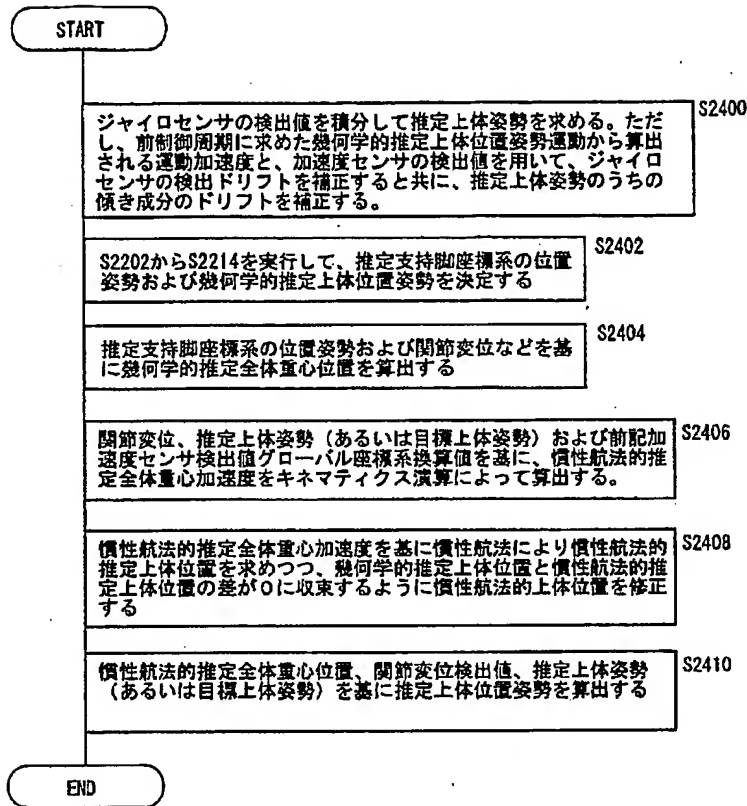 START
S2400
ジャイロセンサの検出値を積分して推定上体姿勢を求める。ただ
し、前制御周期に求めた幾何学的推定上体位置姿勢運動から算出
される運動加速度と、加速度センサの検出値を用いて、ジャイロ
センサの検出ドリフトを補正すると共に、推定上体姿勢のうちの
傾き成分のドリフトを補正する。
S2402
S2202からS2214を実行して、推定支持脚座標系の位置
姿勢および幾何学的推定上体位置姿勢を決定する
S2404
推定支持脚座標系の位置姿勢および関節変位などを基
に幾何学的推定全体重心位置を算出する
S2406
関節変位、推定上体姿勢（あるいは目標上体姿勢）および前記加
速度センサ検出値グローバル座標系換算値を基に、慣性航法的推
定全体重心加速度をキネマティクス演算によって算出する。
S2408
慣性航法的推定全体重心加速度を基に慣性航法により慣性航法的
推定上体位置を求めつつ、幾何学的推定上体位置と慣性航法的推
定上体位置の差が０に収束するように慣性航法的上体位置を修正
する
S2410
慣性航法的推定全体重心位置、関節変位検出値、推定上体姿勢
（あるいは目標上体姿勢）を基に推定上体位置姿勢を算出する
END